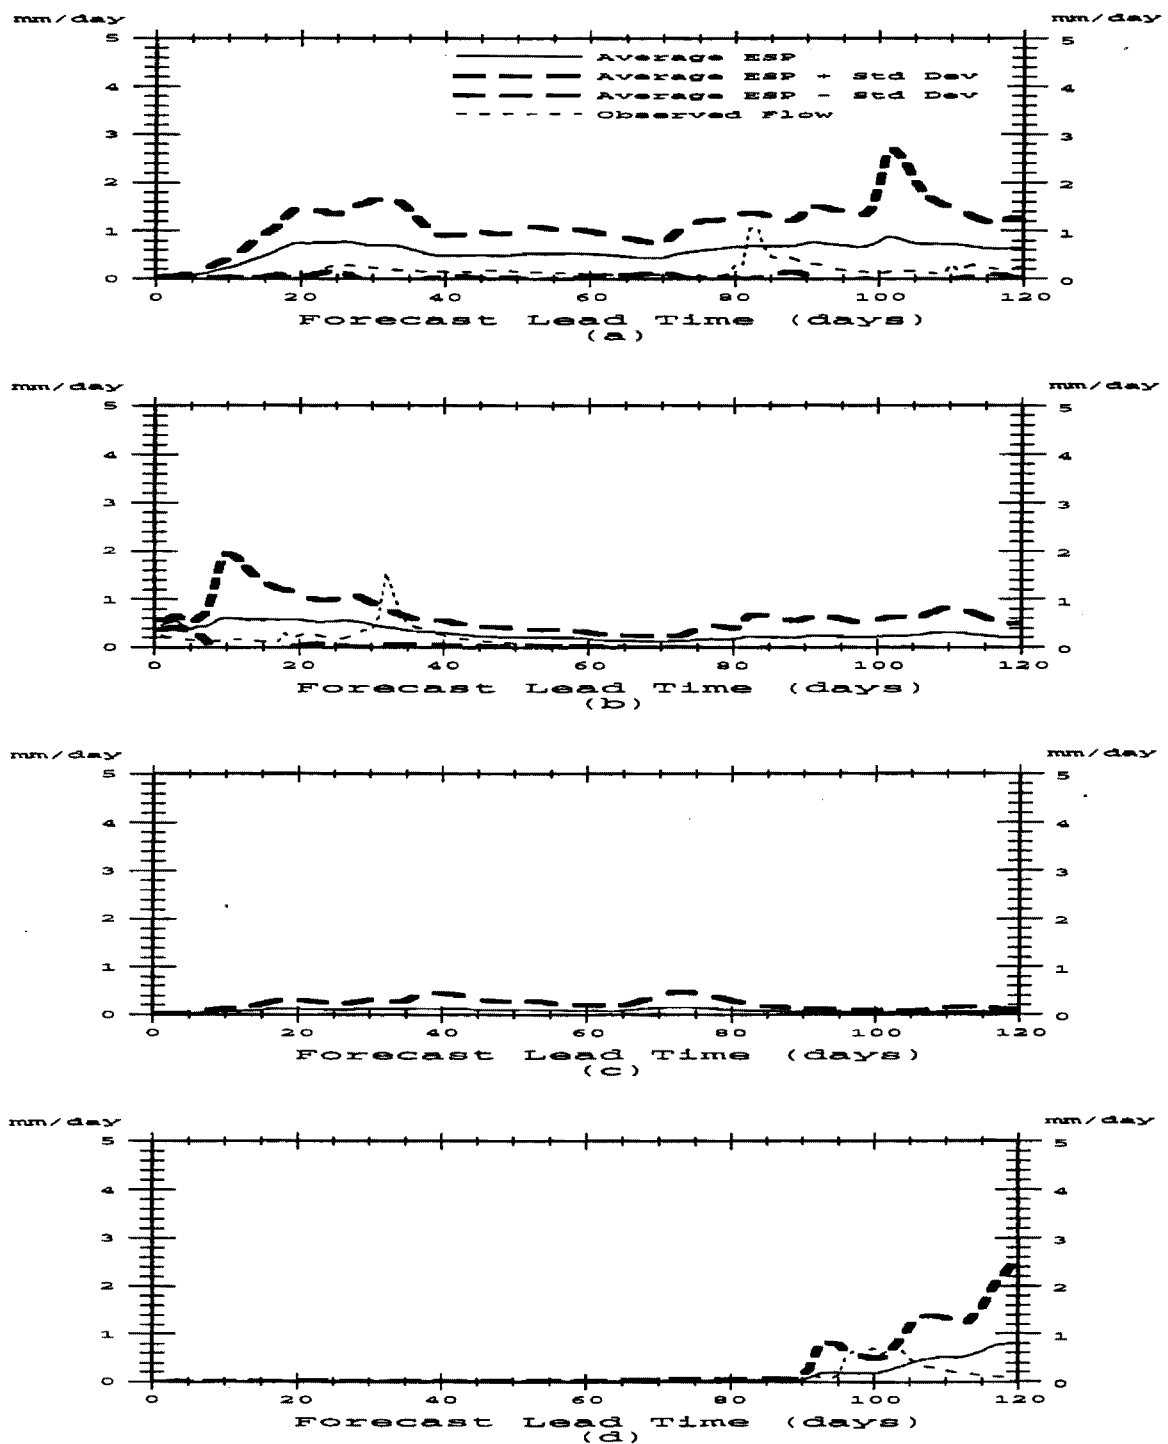 mm/day mm/day
5 5
Average ESP
Average ESP + Std Dev
4 4
Average ESP - Std Dev
Observed Flow
3 3
2 2
1 1
0 0
0 20 40 60 80 100 120
Forecast Lead Time (days)
(a)
mm/day mm/day
5 5
4 4
3 3
2 2
1 1
0 0
0 20 40 60 80 100 120
Forecast Lead Time (days)
(b)
mm/day mm/day
5 5
4 4
3 3
2 2
1 1
0 0
0 20 40 60 80 100 120
Forecast Lead Time (days)
(c)
mm/day mm/day
5 5
4 4
3 3
2 2
1 1
0 0
0 20 40 60 80 100 120
Forecast Lead Time (days)
(d)